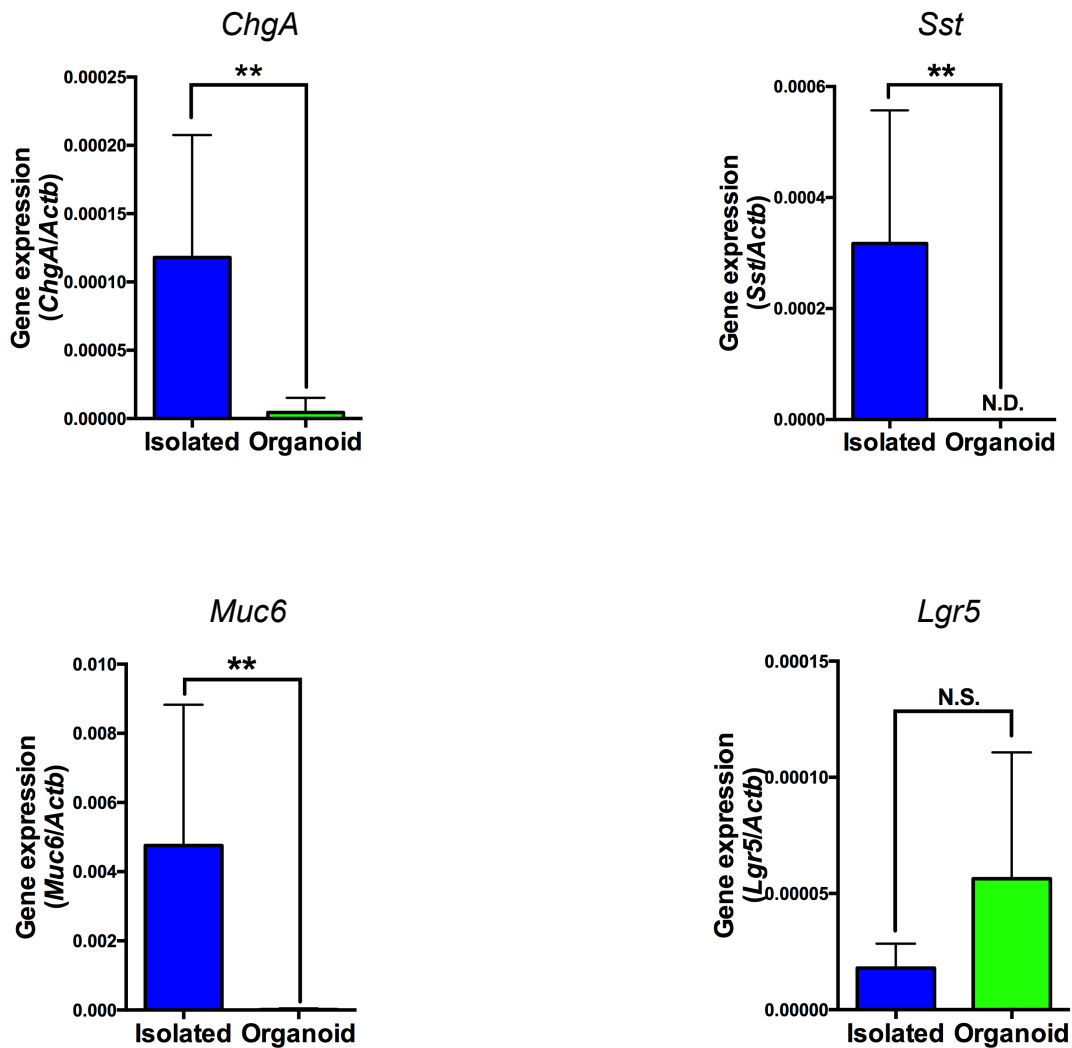 ChgA
**
0.00025
0.00020
0.00015
0.00010
0.00005
0.00000
Gene expression
(ChgA/Actb)
Isolated Organoid
Sst
**
0.0006
0.0004
0.0002
0.0000
Gene expression
(Sst/Actb)
N.D.
Isolated Organoid
Muc6
**
0.010
0.008
0.006
0.004
0.002
0.000
Gene expression
(Muc6/Actb)
Isolated Organoid
Lgr5
N.S.
0.00015
0.00010
0.00005
0.00000
Gene expression
(Lgr5/Actb)
Isolated Organoid